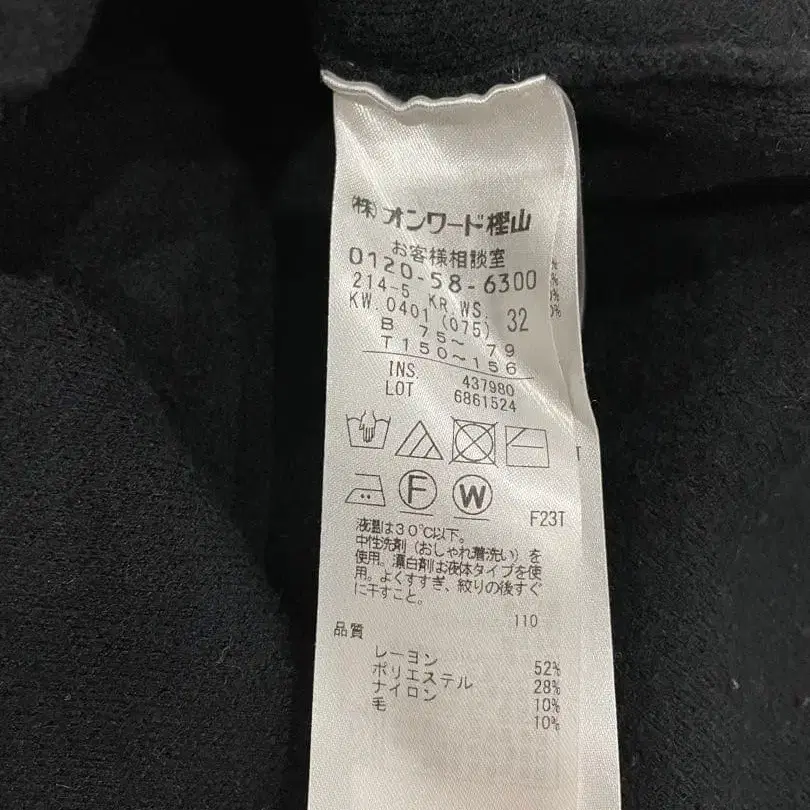 (株)オンワード樫山
お客様相談室
0120-58-6300
214-5 KR WS. 32
KW. 0401 (075)
B 75~ 79
T150~156
INS. 437980
LOT 6861524
F F23T
W
液温は30℃以下。
中性洗剤(おしゃれ着洗い)を
使用。漂白剤は液体タイプを使
用。よくすすぎ、絞りの後すぐ
に干すこと。
110
品質
レーヨン 52%
ポリエステル 28%
ナイロン 10%
毛 10%